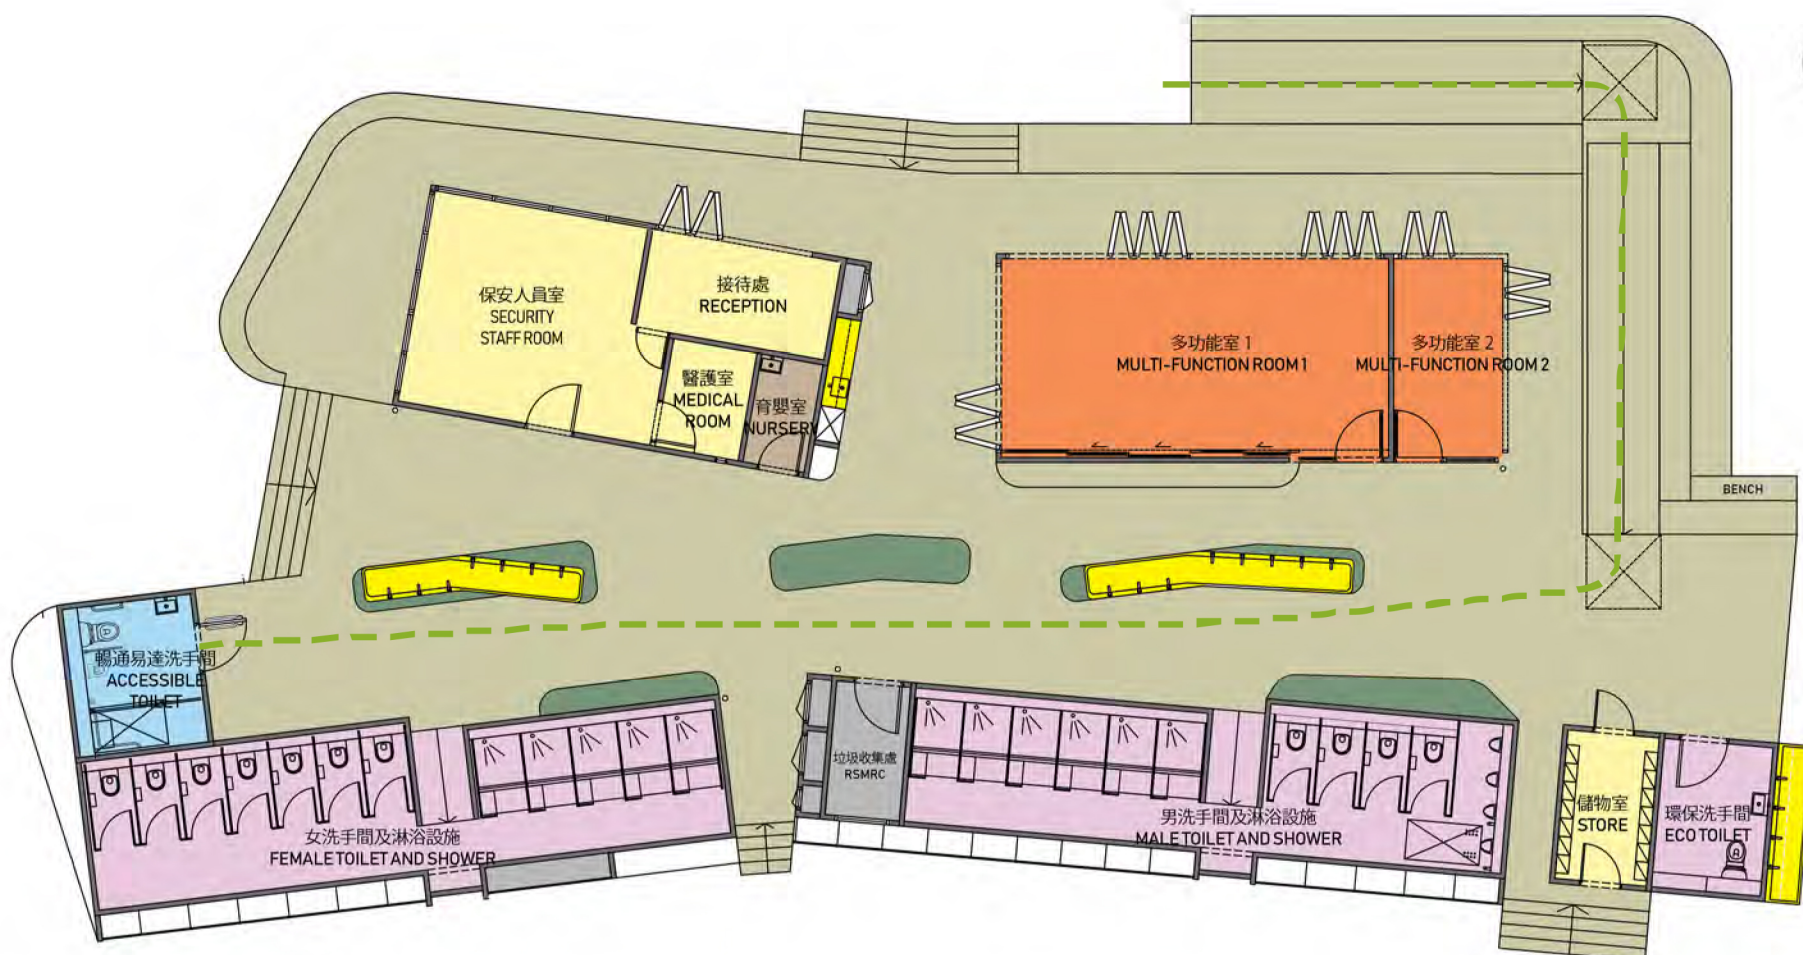 保安人員室
SECURITY
STAFF ROOM
接待處
RECEPTION
醫護室
MEDICAL
ROOM
育嬰室
NURSERY
多功能室 1
MULTI-FUNCTION ROOM 1
多功能室 2
MULTI-FUNCTION ROOM 2
BENCH
暢通易達洗手間
ACCESSIBLE
TOILET
女洗手間及淋浴設施
FEMALE TOILET AND SHOWER
垃圾收集處
RSMRC
男洗手間及淋浴設施
MALE TOILET AND SHOWER
儲物室
STORE
環保洗手間
ECO TOILET